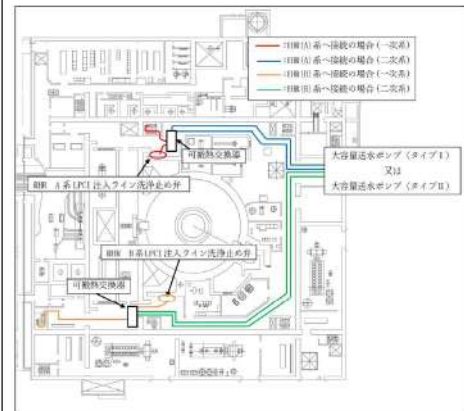 :RHR(A)系へ接続の場合(一次系)
:RHR(A)系へ接続の場合(二次系)
:RHR(B)系へ接続の場合(一次系)
:RHR(B)系へ接続の場合(二次系)
可搬熱交換器
大容量送水ポンプ(タイプⅠ)
又は
大容量送水ポンプ(タイプⅡ)
RHR A系LPCI注入ライン洗浄止め弁
RHR B系LPCI注入ライン洗浄止め弁
可搬熱交換器